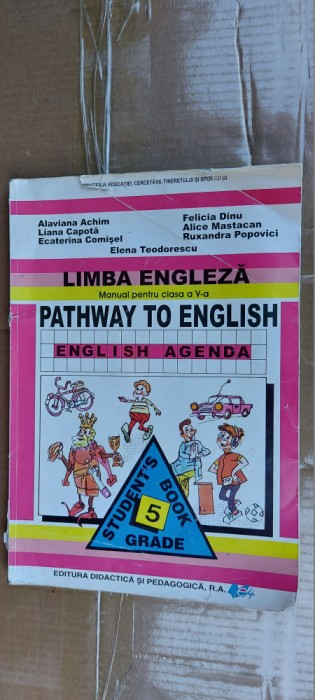 MINISTERUL EDUCAȚIEI, CERCETĂRII, TINERETULUI ȘI SPORTULUI
Alaviana Achim
Liana Capotă
Ecaterina Comișel
Felicia Dinu
Alice Mastacan
Ruxandra Popovici
Elena Teodorescu
LIMBA ENGLEZĂ
Manual pentru clasa a V-a
PATHWAY TO ENGLISH
ENGLISH AGENDA
STUDENT'S BOOK
5
GRADE
EDITURA DIDACTICĂ ȘI PEDAGOGICĂ, R.A.